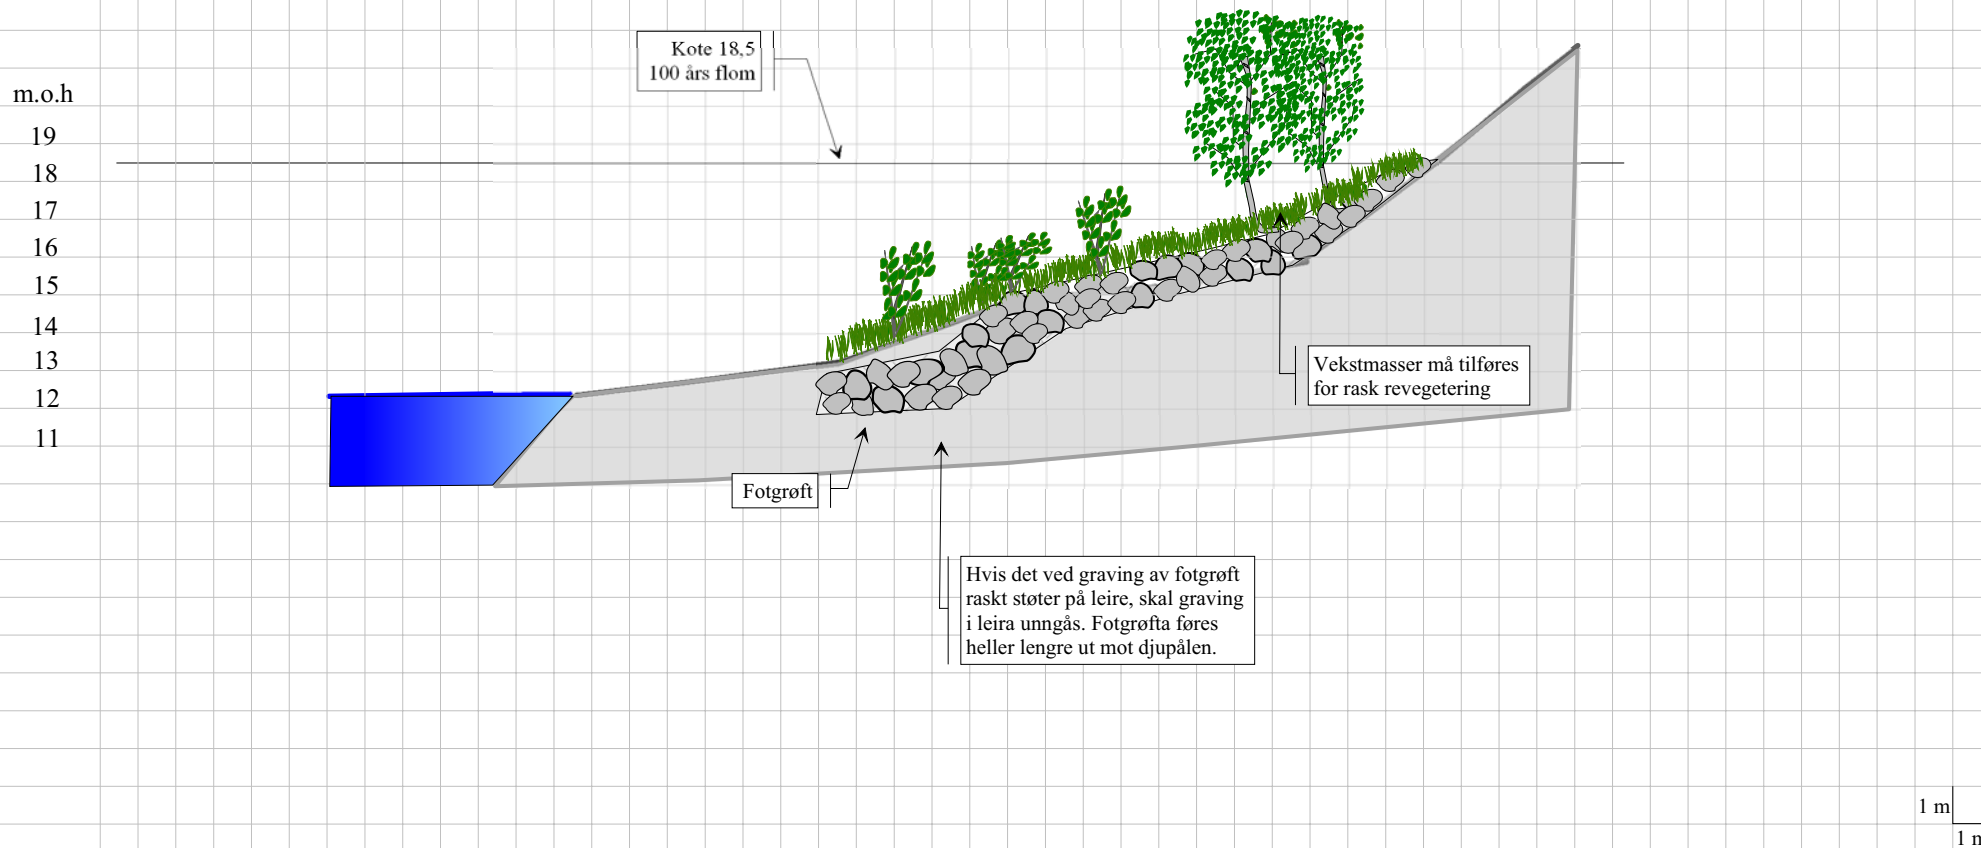 Kote 18,5
100 års flom
m.o.h
19
18
17
16
15
14
13
12
11
Vekstmasser må tilføres
for rask revegetering
Fotgrøft
Hvis det ved graving av fotgrøft
raskt støter på leire, skal graving
i leira unngås. Fotgrøfta føres
heller lengre ut mot djupålen.
1 m
1 m